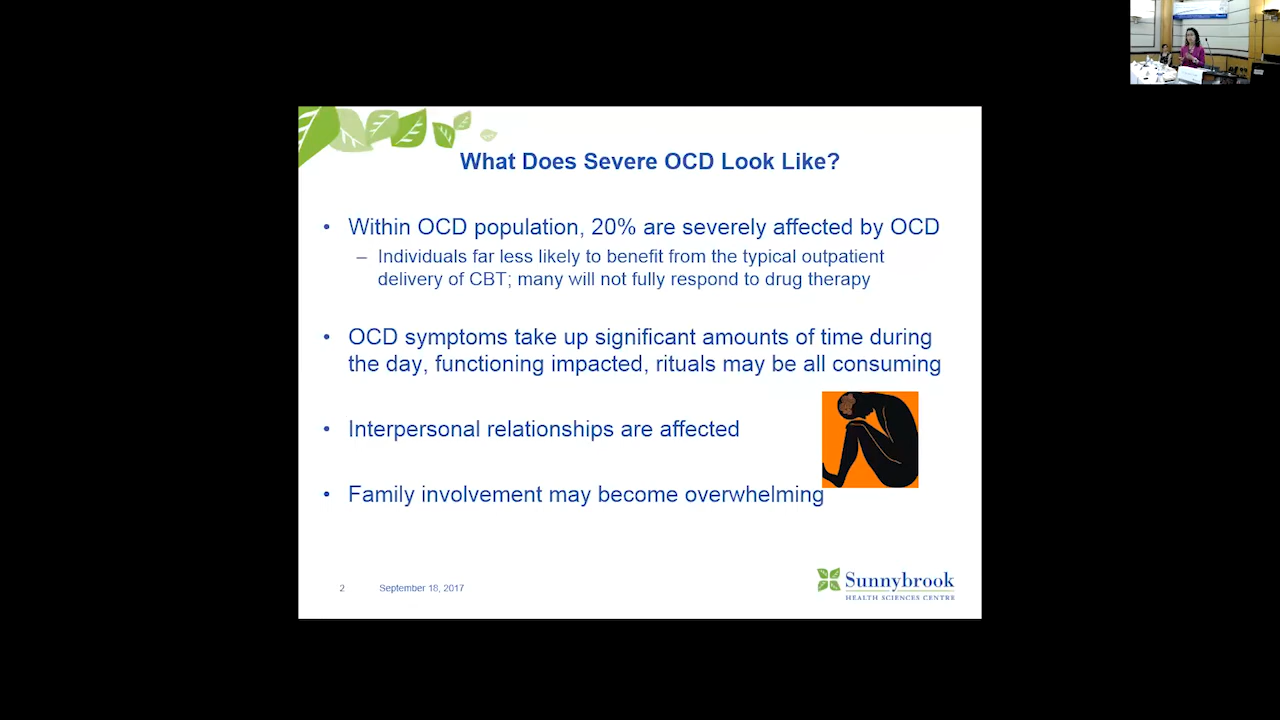 What Does Severe OCD Look Like?
• Within OCD population, 20% are severely affected by OCD
– Individuals far less likely to benefit from the typical outpatient
delivery of CBT; many will not fully respond to drug therapy
• OCD symptoms take up significant amounts of time during
the day, functioning impacted, rituals may be all consuming
• Interpersonal relationships are affected
• Family involvement may become overwhelming
2 September 18, 2017
Sunnybrook
HEALTH SCIENCES CENTRE